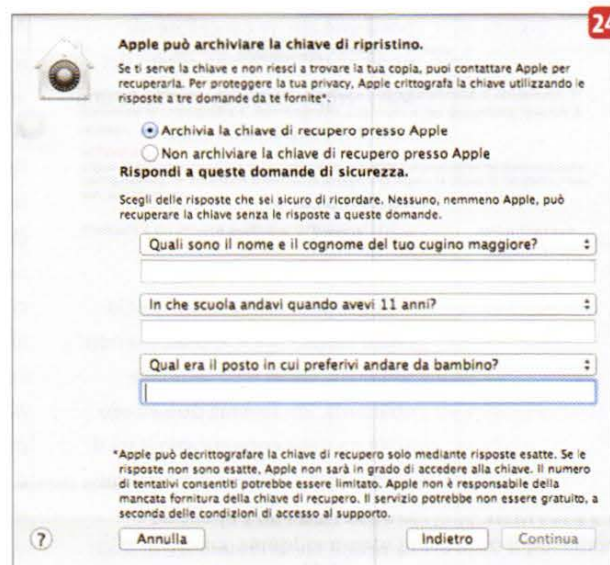 24
Apple può archiviare la chiave di ripristino.
Se ti serve la chiave e non riesci a trovare la tua copia, puoi contattare Apple per
recuperarla. Per proteggere la tua privacy, Apple crittografa la chiave utilizzando le
risposte a tre domande da te fornite*.
Archivia la chiave di recupero presso Apple
Non archiviare la chiave di recupero presso Apple
Rispondi a queste domande di sicurezza.
Scegli delle risposte che sei sicuro di ricordare. Nessuno, nemmeno Apple, può
recuperare la chiave senza le risposte a queste domande.
Quali sono il nome e il cognome del tuo cugino maggiore?
In che scuola andavi quando avevi 11 anni?
Qual era il posto in cui preferivi andare da bambino?
*Apple può decrittografare la chiave di recupero solo mediante risposte esatte. Se le
risposte non sono esatte, Apple non sarà in grado di accedere alla chiave. Il numero
di tentativi consentiti potrebbe essere limitato. Apple non è responsabile della
mancata fornitura della chiave di recupero. Il servizio potrebbe non essere gratuito, a
seconda delle condizioni di accesso al supporto.
? Annulla Indietro Continua